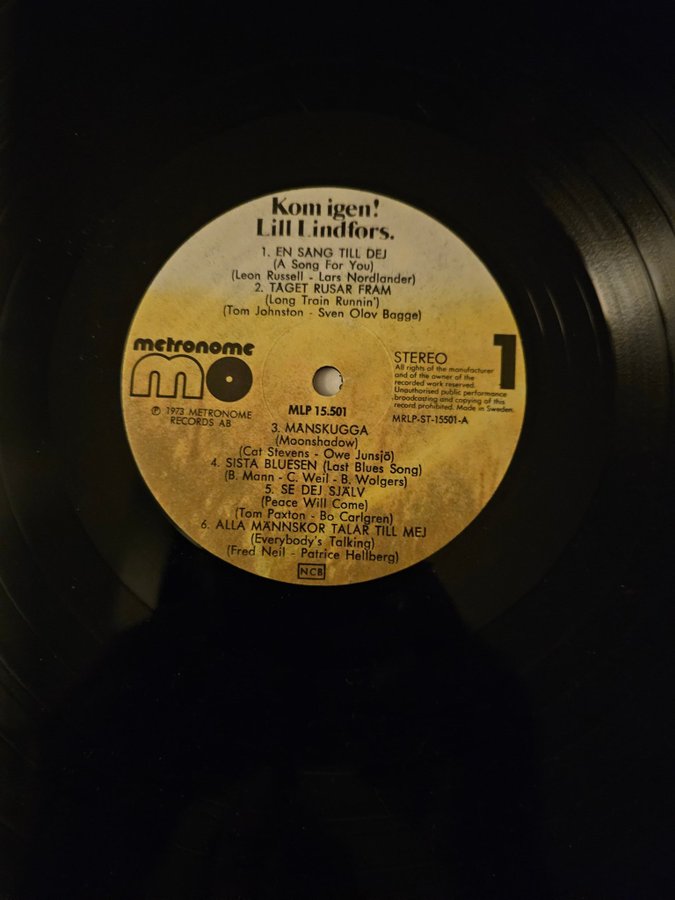 Kom igen!
Lill Lindfors.
1. EN SÅNG TILL DEJ
(A Song For You)
(Leon Russell - Lars Nordlander)
2. TÅGET RUSAR FRAM
(Long Train Runnin')
(Tom Johnston - Sven Olov Bagge)
metronome
mo
℗ 1973 METRONOME
RECORDS AB
MLP 15.501
STEREO
1
All rights of the manufacturer
and of the owner of the
recorded work reserved.
Unauthorised public performance
broadcasting and copying of this
record prohibited. Made in Sweden.
MRLP-ST-15501-A
3. MÅNSKUGGA
(Moonshadow)
(Cat Stevens - Owe Junsjö)
4. SISTA BLUESEN (Last Blues Song)
(B. Mann - C. Weil - B. Wolgers)
5. SE DEJ SJÄLV
(Peace Will Come)
(Tom Paxton - Bo Carlgren)
6. ALLA MÄNNSKOR TALAR TILL MEJ
(Everybody's Talking)
(Fred Neil - Patrice Hellberg)
NCB